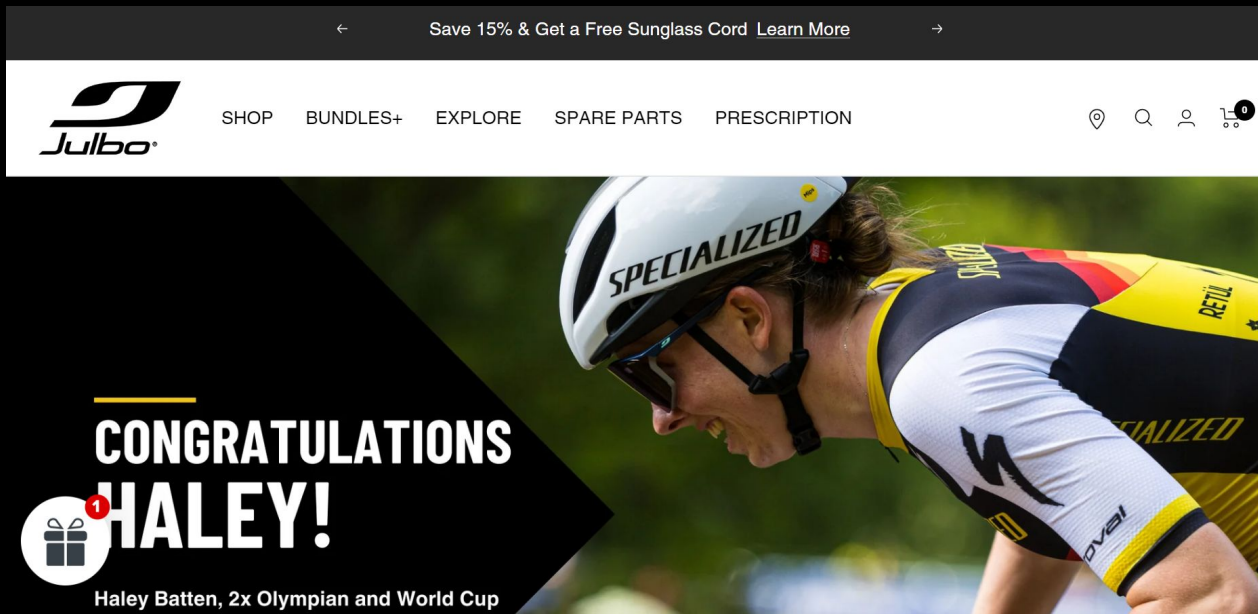 Save 15% & Get a Free Sunglass Cord Learn More
Julbo
SHOP BUNDLES+ EXPLORE SPARE PARTS PRESCRIPTION
0
SPECIALIZED
RETÜL
CIALIZED
CONGRATULATIONS
HALEY!
1
Haley Batten, 2x Olympian and World Cup